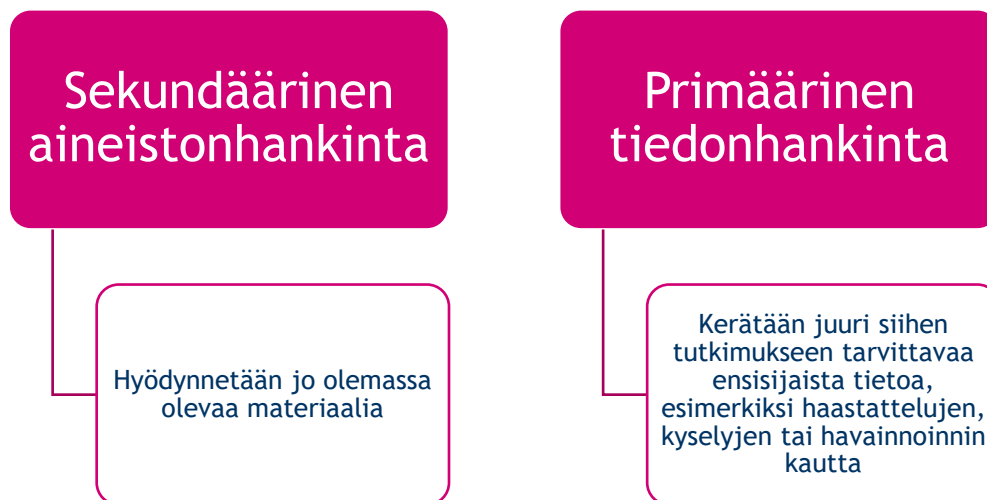 Sekundäärinen
aineistonhankinta
Hyödynnetään jo olemassa
olevaa materiaalia
Primäärinen
tiedonhankinta
Kerätään juuri siihen
tutkimukseen tarvittavaa
ensisijaista tietoa,
esimerkiksi haastattelujen,
kyselyjen tai havainnoinnin
kautta